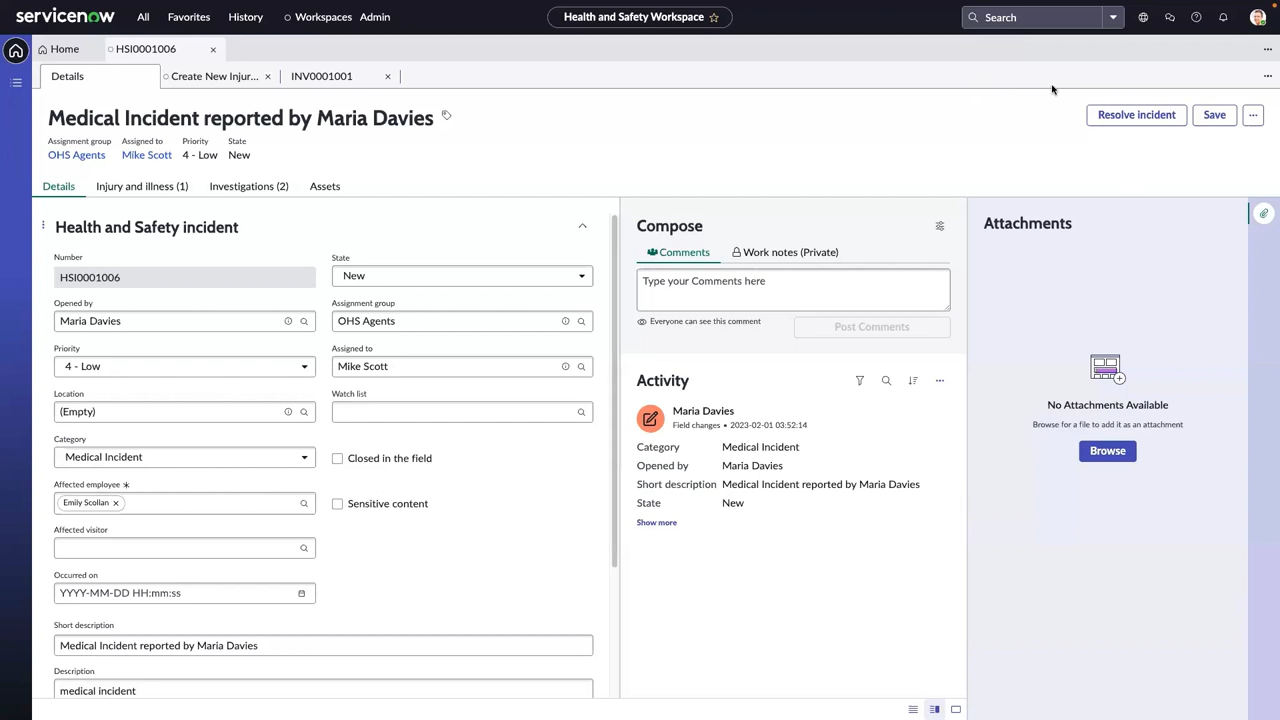 servicenow
All
Favorites
History
Workspaces
Admin
Health and Safety Workspace
Search
Home
HSI0001006
Details
Create New Injur...
INV0001001
Medical Incident reported by Maria Davies
Resolve incident
Save
Assignment group
Assigned to
Priority
State
OHS Agents
Mike Scott
4 - Low
New
Details
Injury and illness (1)
Investigations (2)
Assets
Health and Safety incident
Number
HSI0001006
State
New
Opened by
Maria Davies
Assignment group
OHS Agents
Priority
4 - Low
Assigned to
Mike Scott
Location
(Empty)
Watch list
Category
Medical Incident
Closed in the field
Affected employee *
Emily Scollan
Sensitive content
Affected visitor
Occurred on
YYYY-MM-DD HH:mm:ss
Short description
Medical Incident reported by Maria Davies
Description
medical incident
Compose
Comments
Work notes (Private)
Type your Comments here
Everyone can see this comment
Post Comments
Activity
Maria Davies
Field changes • 2023-02-01 03:52:14
Category Medical Incident
Opened by Maria Davies
Short description Medical Incident reported by Maria Davies
State New
Show more
Attachments
No Attachments Available
Browse for a file to add it as an attachment
Browse